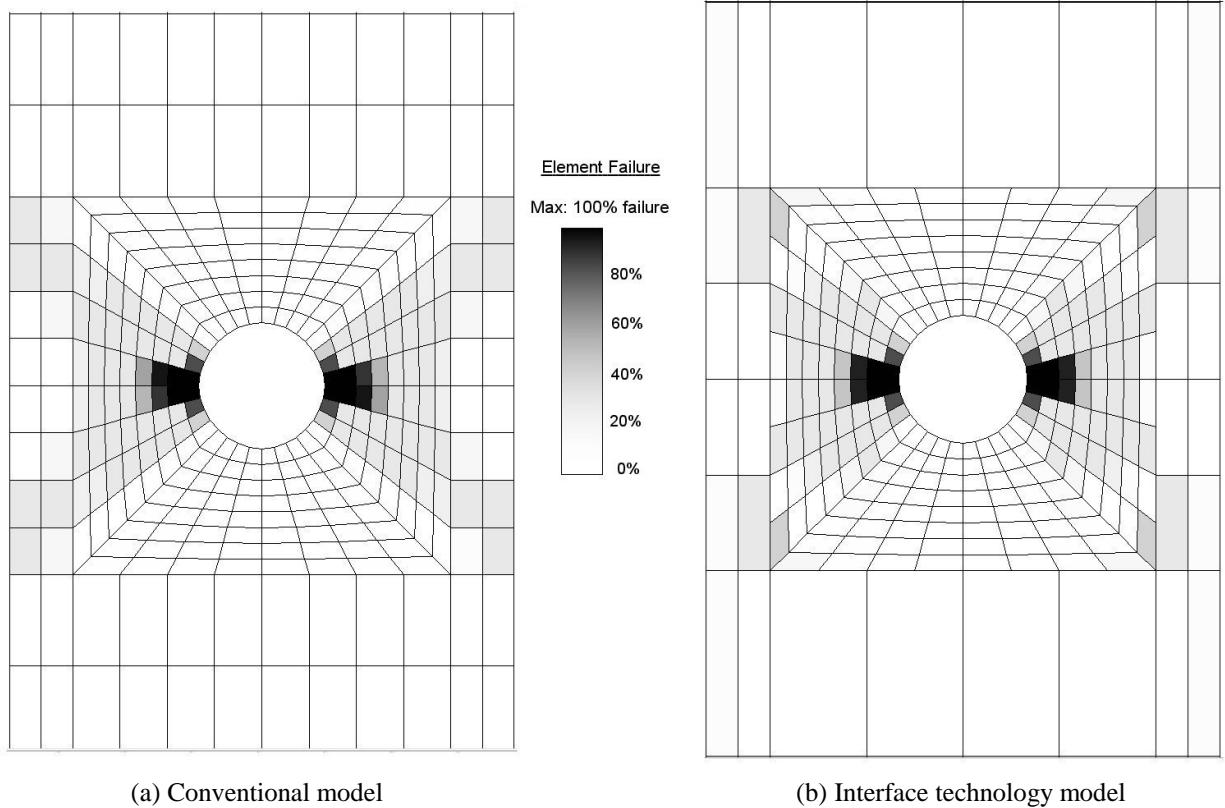 Element Failure
Max: 100% failure
80%
60%
40%
20%
0%
(a) Conventional model
(b) Interface technology model